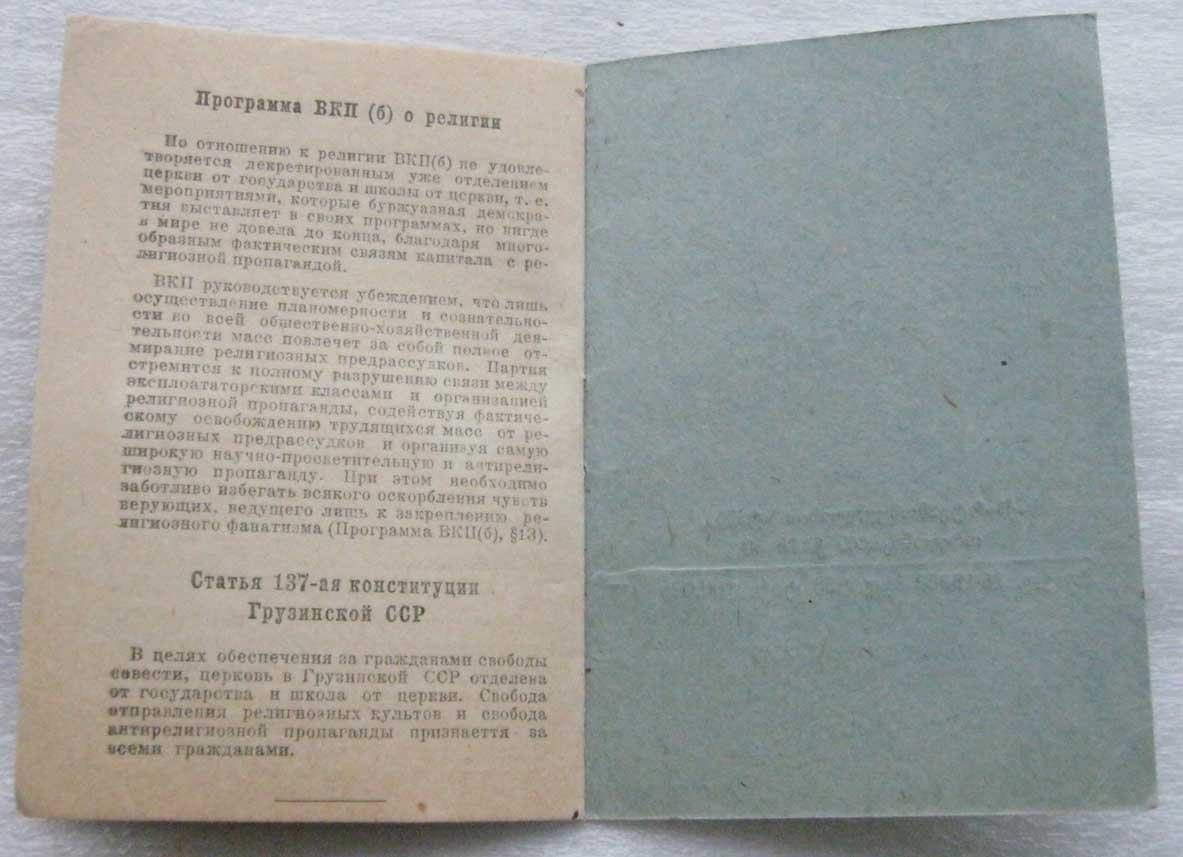 Программа ВКП (б) о религии
По отношению к религии ВКП(б) не удовле-
творяется декретированным уже отделением
церкви от государства и школы от церкви, т. е.
мероприятиями, которые буржуазная демокра-
тия выставляет в своих программах, но нигде
в мире не довела до конца, благодаря много-
образным фактическим связям капитала с ре-
лигиозной пропагандой.
ВКП руководствуется убеждением, что лишь
осуществление планомерности и сознательно-
сти во всей общественно-хозяйственной дея-
тельности масс повлечет за собой полное от-
мирание религиозных предрассудков. Партия
стремится к полному разрушению связи между
эксплоататорскими классами и организацией
религиозной пропаганды, содействуя фактиче-
скому освобождению трудящихся масс от ре-
лигиозных предрассудков и организуя самую
широкую научно-просветительную и антирели-
гиозную пропаганду. При этом необходимо
заботливо избегать всякого оскорбления чувств
верующих, ведущего лишь к закреплению ре-
лигиозного фанатизма (Программа ВКП(б), §13).
Статья 137-ая конституции
Грузинской ССР
В целях обеспечения за гражданами свободы
совести, церковь в Грузинской ССР отделена
от государства и школа от церкви. Свобода
отправления религиозных культов и свобода
антирелигиозной пропаганды признаеття за
всеми гражданами.